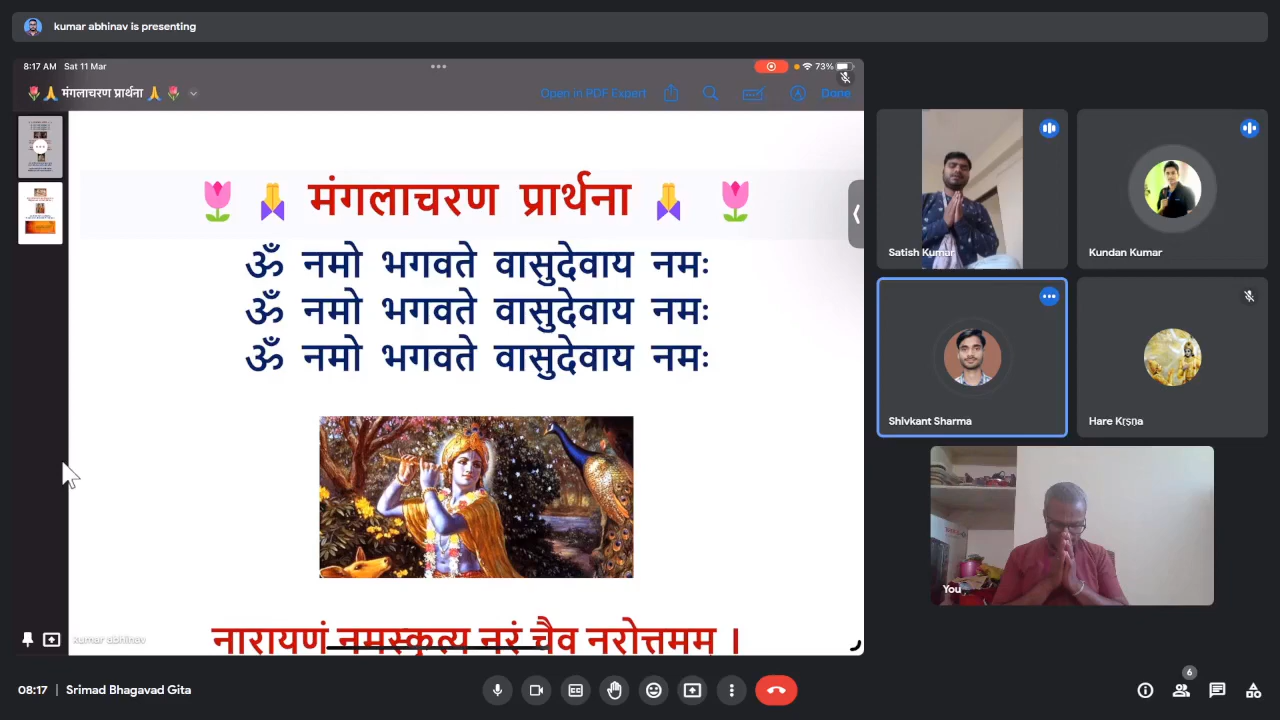 kumar abhinav is presenting
8:17 AM Sat 11 Mar
73%
मंगलाचरण प्रार्थना
Open in PDF Expert
Done
मंगलाचरण प्रार्थना
ॐ नमो भगवते वासुदेवाय नमः
ॐ नमो भगवते वासुदेवाय नमः
ॐ नमो भगवते वासुदेवाय नमः
नारायणं नमस्कृत्य नरं चैव नरोत्तमम् ।
kumar abhinav
Satish Kumar
Kundan Kumar
Shivkant Sharma
Hare Kṛṣṇa
You
08:17 | Srimad Bhagavad Gita
6